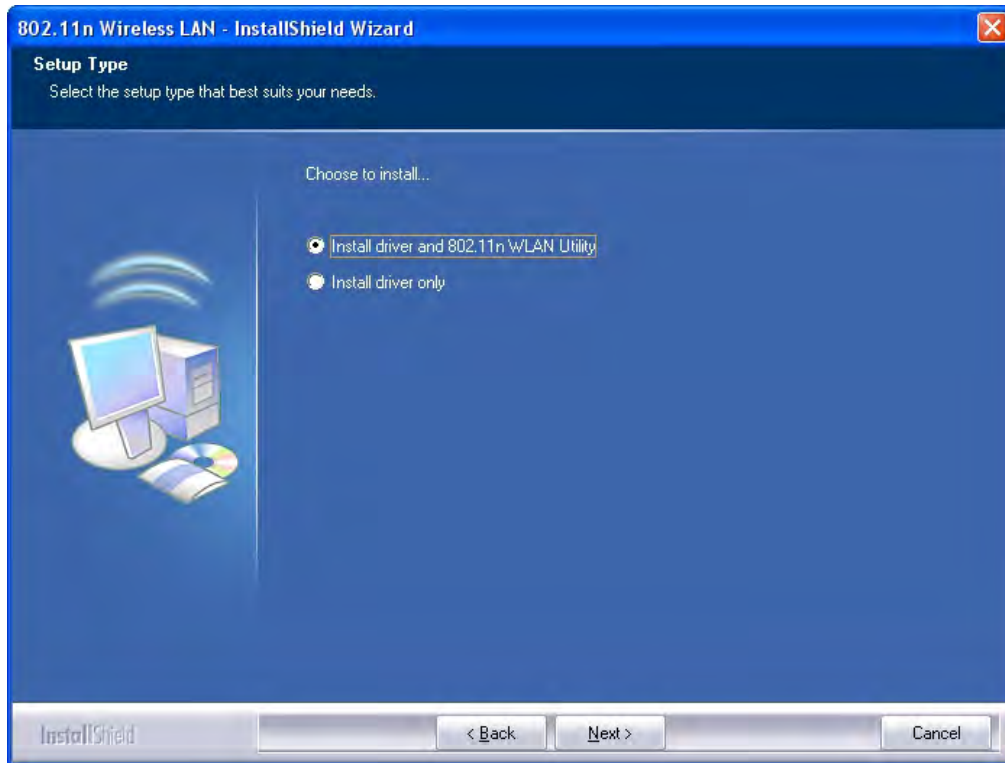 802.11n Wireless LAN - InstallShield Wizard
Setup Type
Select the setup type that best suits your needs.
Choose to install...
Install driver and 802.11n WLAN Utility
Install driver only
InstallShield
< Back
Next >
Cancel